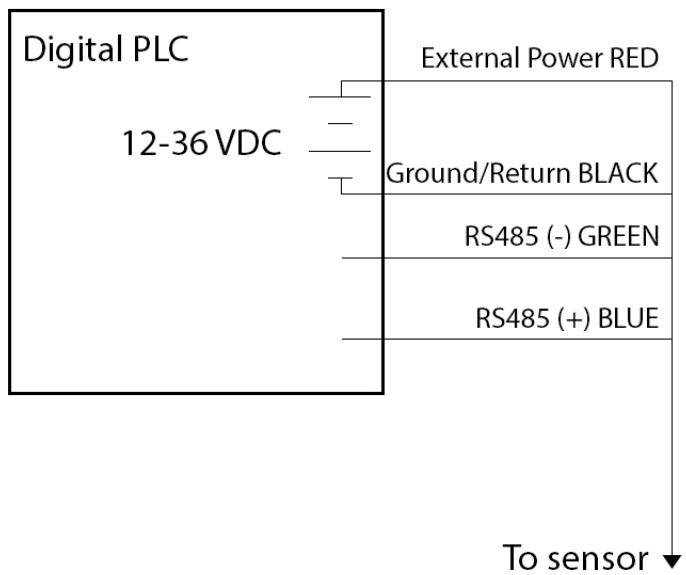 Digital PLC
External Power RED
12-36 VDC
Ground/Return BLACK
RS485 (-) GREEN
RS485 (+) BLUE
To sensor